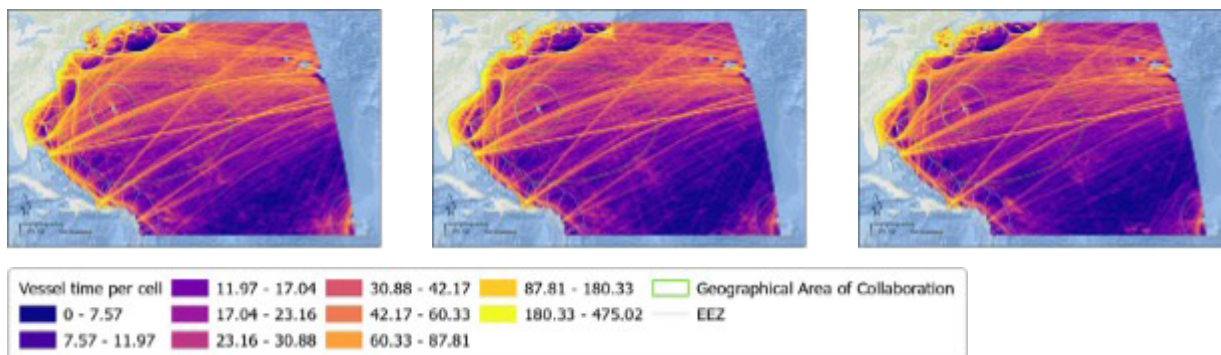 Vessel time per cell
0 - 7.57
7.57 - 11.97
11.97 - 17.04
17.04 - 23.16
23.16 - 30.88
30.88 - 42.17
42.17 - 60.33
60.33 - 87.81
87.81 - 180.33
180.33 - 475.02
Geographical Area of Collaboration
EEZ